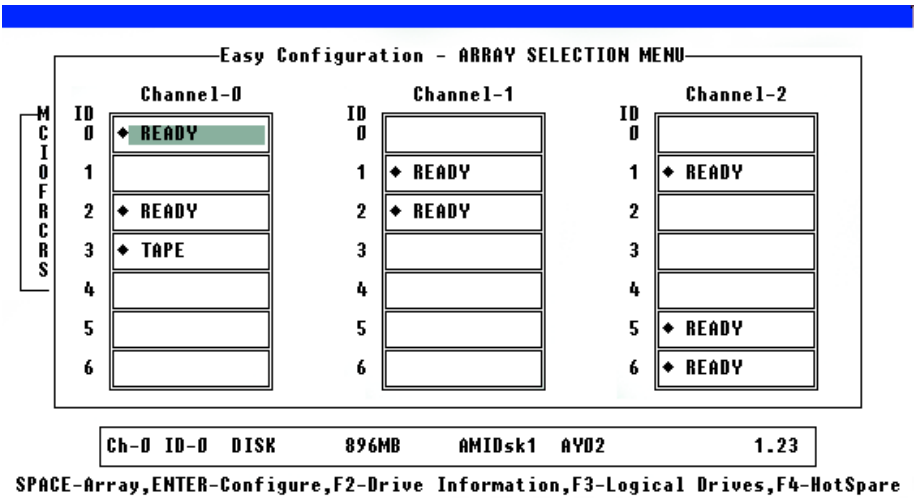 Easy Configuration - ARRAY SELECTION MENU
Channel-0 Channel-1 Channel-2
M ID ID ID
C 0 ◆ READY 0 0
I
O 1 1 ◆ READY 1 ◆ READY
F
R 2 ◆ READY 2 ◆ READY 2
C
R 3 ◆ TAPE 3 3
S
4 4 4
5 5 5 ◆ READY
6 6 6 ◆ READY
Ch-0 ID-0 DISK 896MB AMIDsk1 AY02 1.23
SPACE-Array,ENTER-Configure,F2-Drive Information,F3-Logical Drives,F4-HotSpare